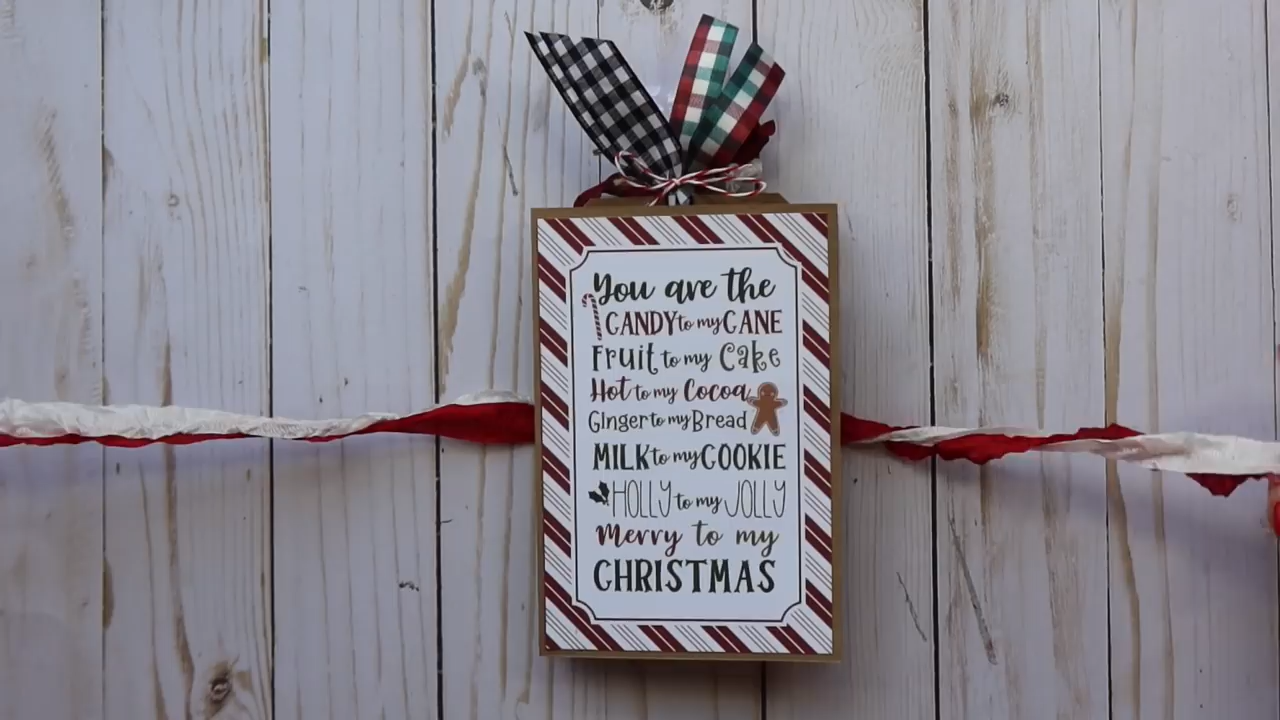 You are the
CANDY to my CANE
Fruit to my Cake
Hot to my Cocoa
GINGer to my Bread
MILK to my COOKIE
HOLLY to my JOLLY
Merry to my
CHRISTMAS